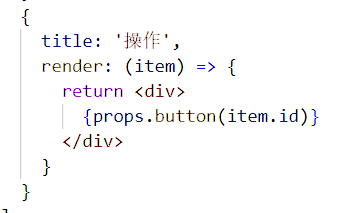 {
title: '操作',
render: (item) => {
return <div>
{props.button(item.id)}
</div>
}
}